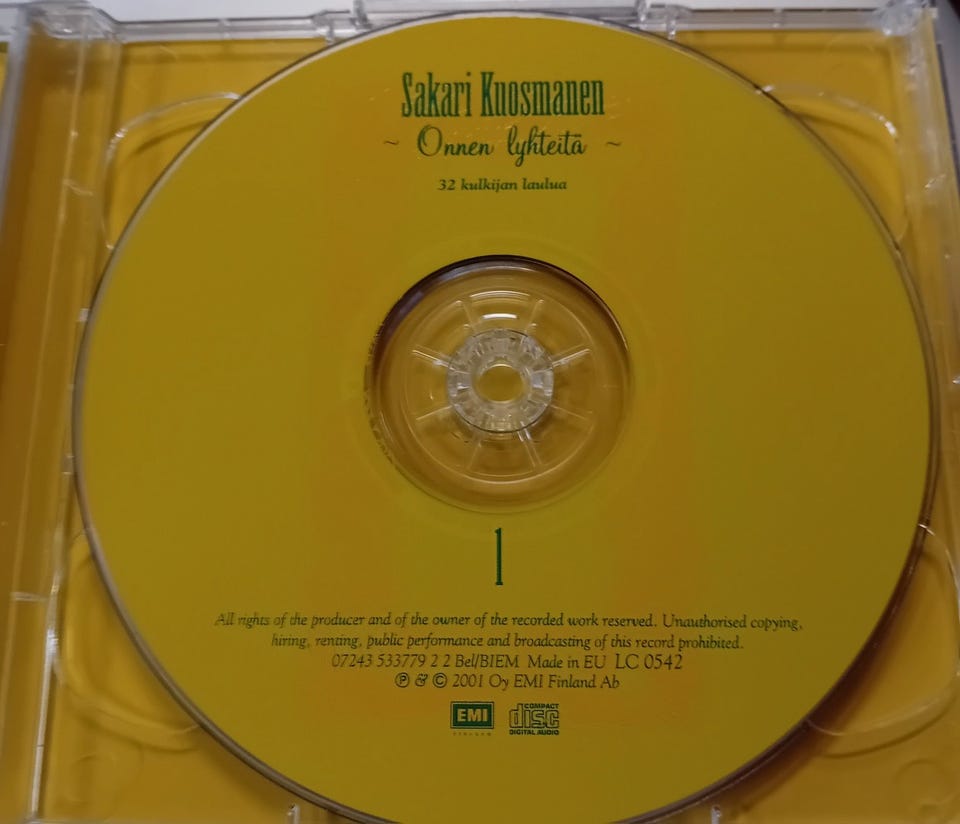 Sakari Kuosmanen
~ Onnen lyhteitä ~
32 kulkijan laulua
1
All rights of the producer and of the owner of the recorded work reserved. Unauthorised copying,
hiring, renting, public performance and broadcasting of this record prohibited.
07243 533779 2 2 Bel/BIEM Made in EU LC 0542
℗ & © 2001 Oy EMI Finland Ab
EMI
FINLAND
COMPACT
disc
DIGITAL AUDIO